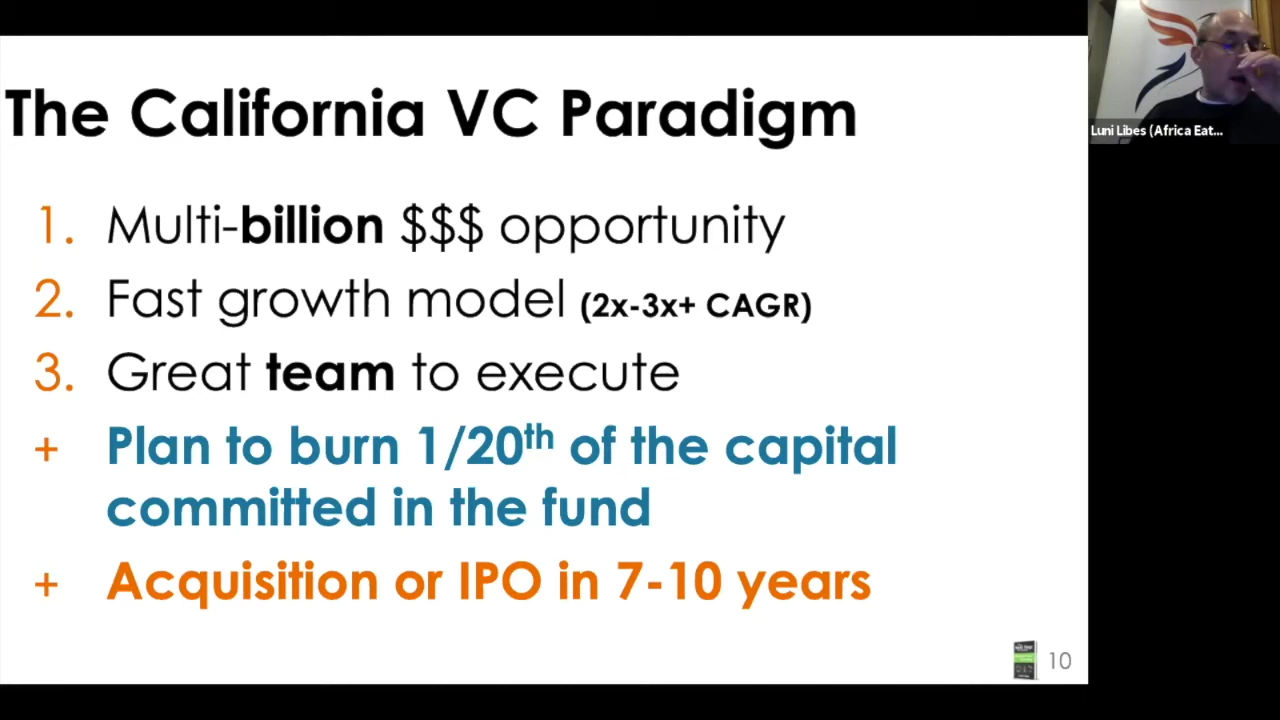 The California VC Paradigm
1. Multi-billion $$$ opportunity
2. Fast growth model (2x-3x+ CAGR)
3. Great team to execute
+ Plan to burn 1/20th of the capital
committed in the fund
+ Acquisition or IPO in 7-10 years
10
Luni Libes (Africa Eat...